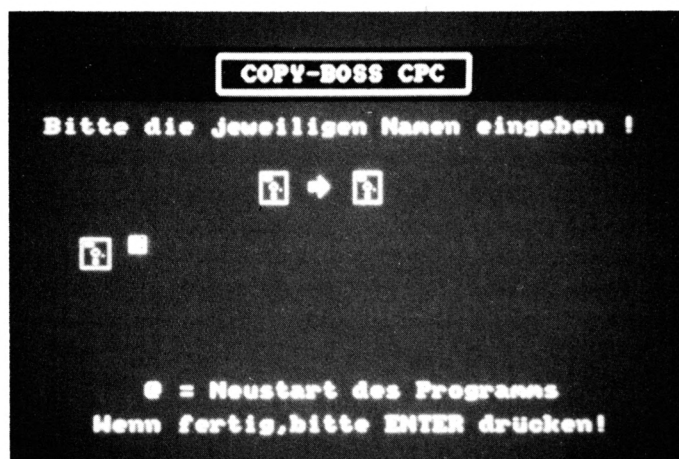 COPY-BOSS CPC
Bitte die jeweiligen Namen eingeben !
@ = Neustart des Programms
Wenn fertig,bitte ENTER drücken!